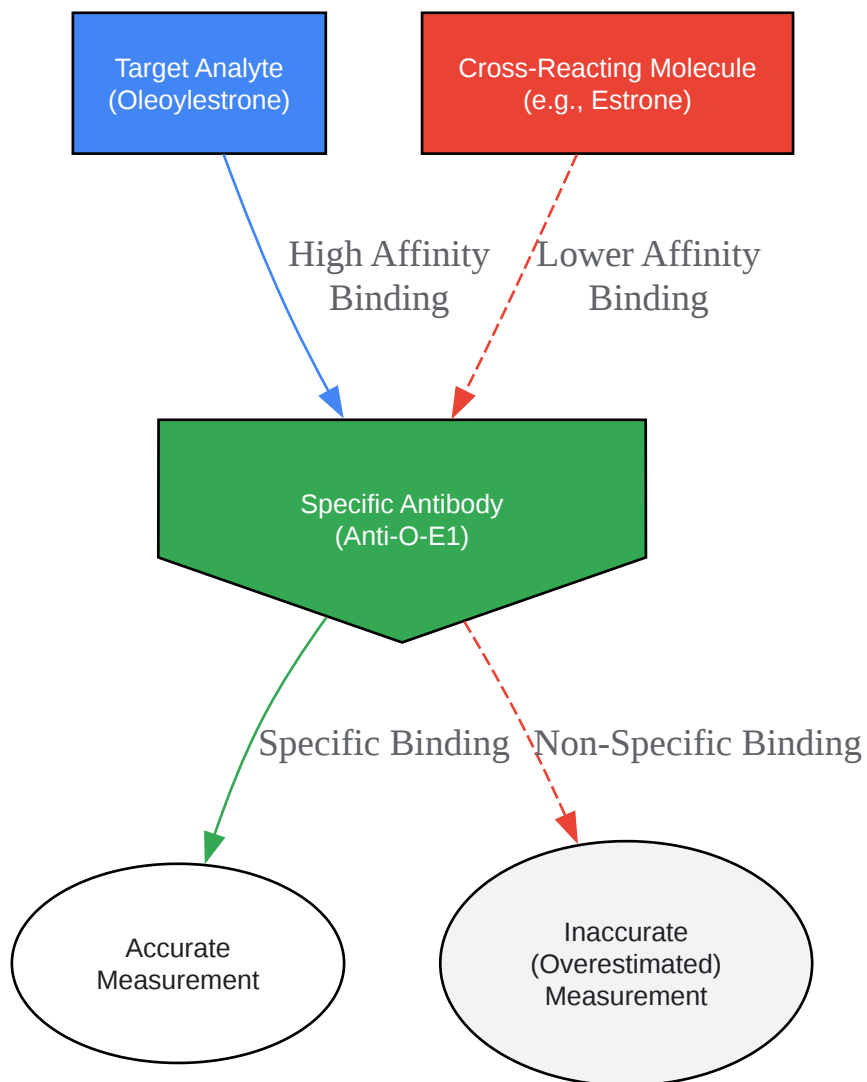 Target Analyte
(Oleoylestrone)
Cross-Reacting Molecule
(e.g., Estrone)
High Affinity
Binding
Lower Affinity
Binding
Specific Antibody
(Anti-O-E1)
Specific Binding
Non-Specific Binding
Accurate
Measurement
Inaccurate
(Overestimated)
Measurement